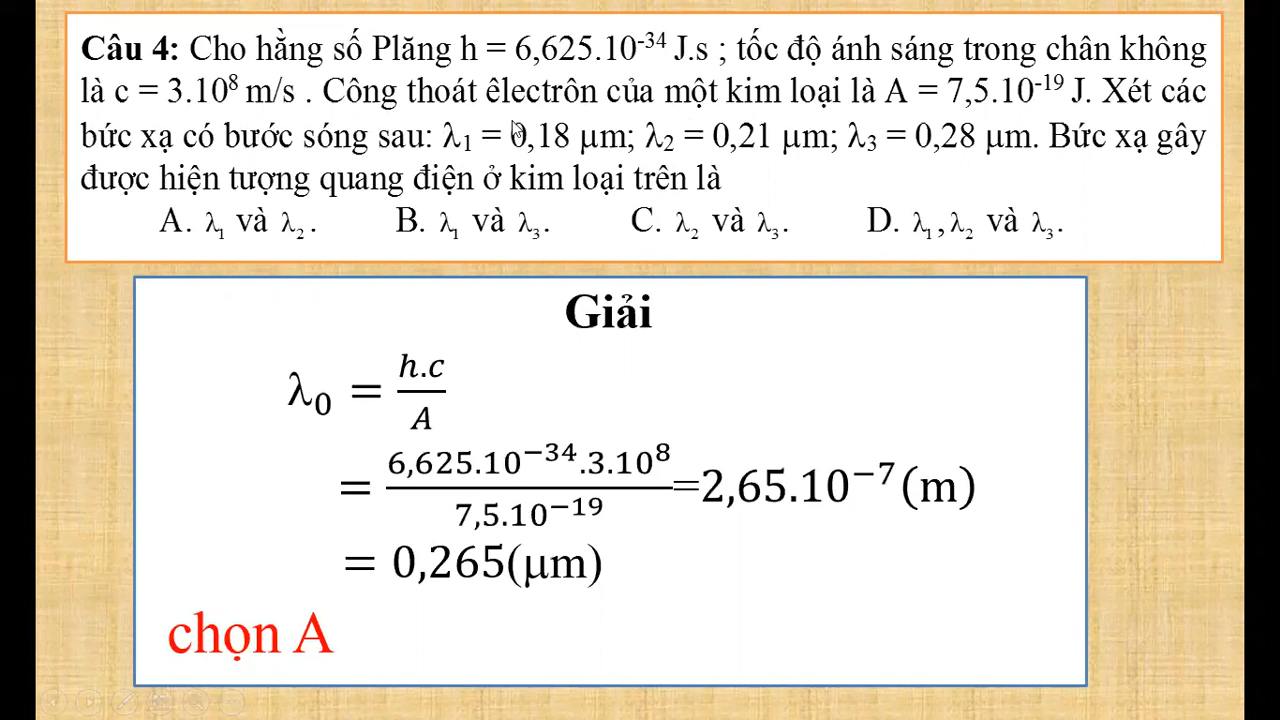 Câu 4: Cho hằng số Plăng h = 6,625.10⁻³⁴ J.s ; tốc độ ánh sáng trong chân không
là c = 3.10⁸ m/s . Công thoát êlectrôn của một kim loại là A = 7,5.10⁻¹⁹ J. Xét các
bức xạ có bước sóng sau: λ₁ = 0,18 μm; λ₂ = 0,21 μm; λ₃ = 0,28 μm. Bức xạ gây
được hiện tượng quang điện ở kim loại trên là
A. λ₁ và λ₂. B. λ₁ và λ₃. C. λ₂ và λ₃. D. λ₁,λ₂ và λ₃.
Giải
λ₀ = h.c/A
= 6,625.10⁻³⁴.3.10⁸/7,5.10⁻¹⁹ =2,65.10⁻⁷(m)
= 0,265(μm)
chọn A